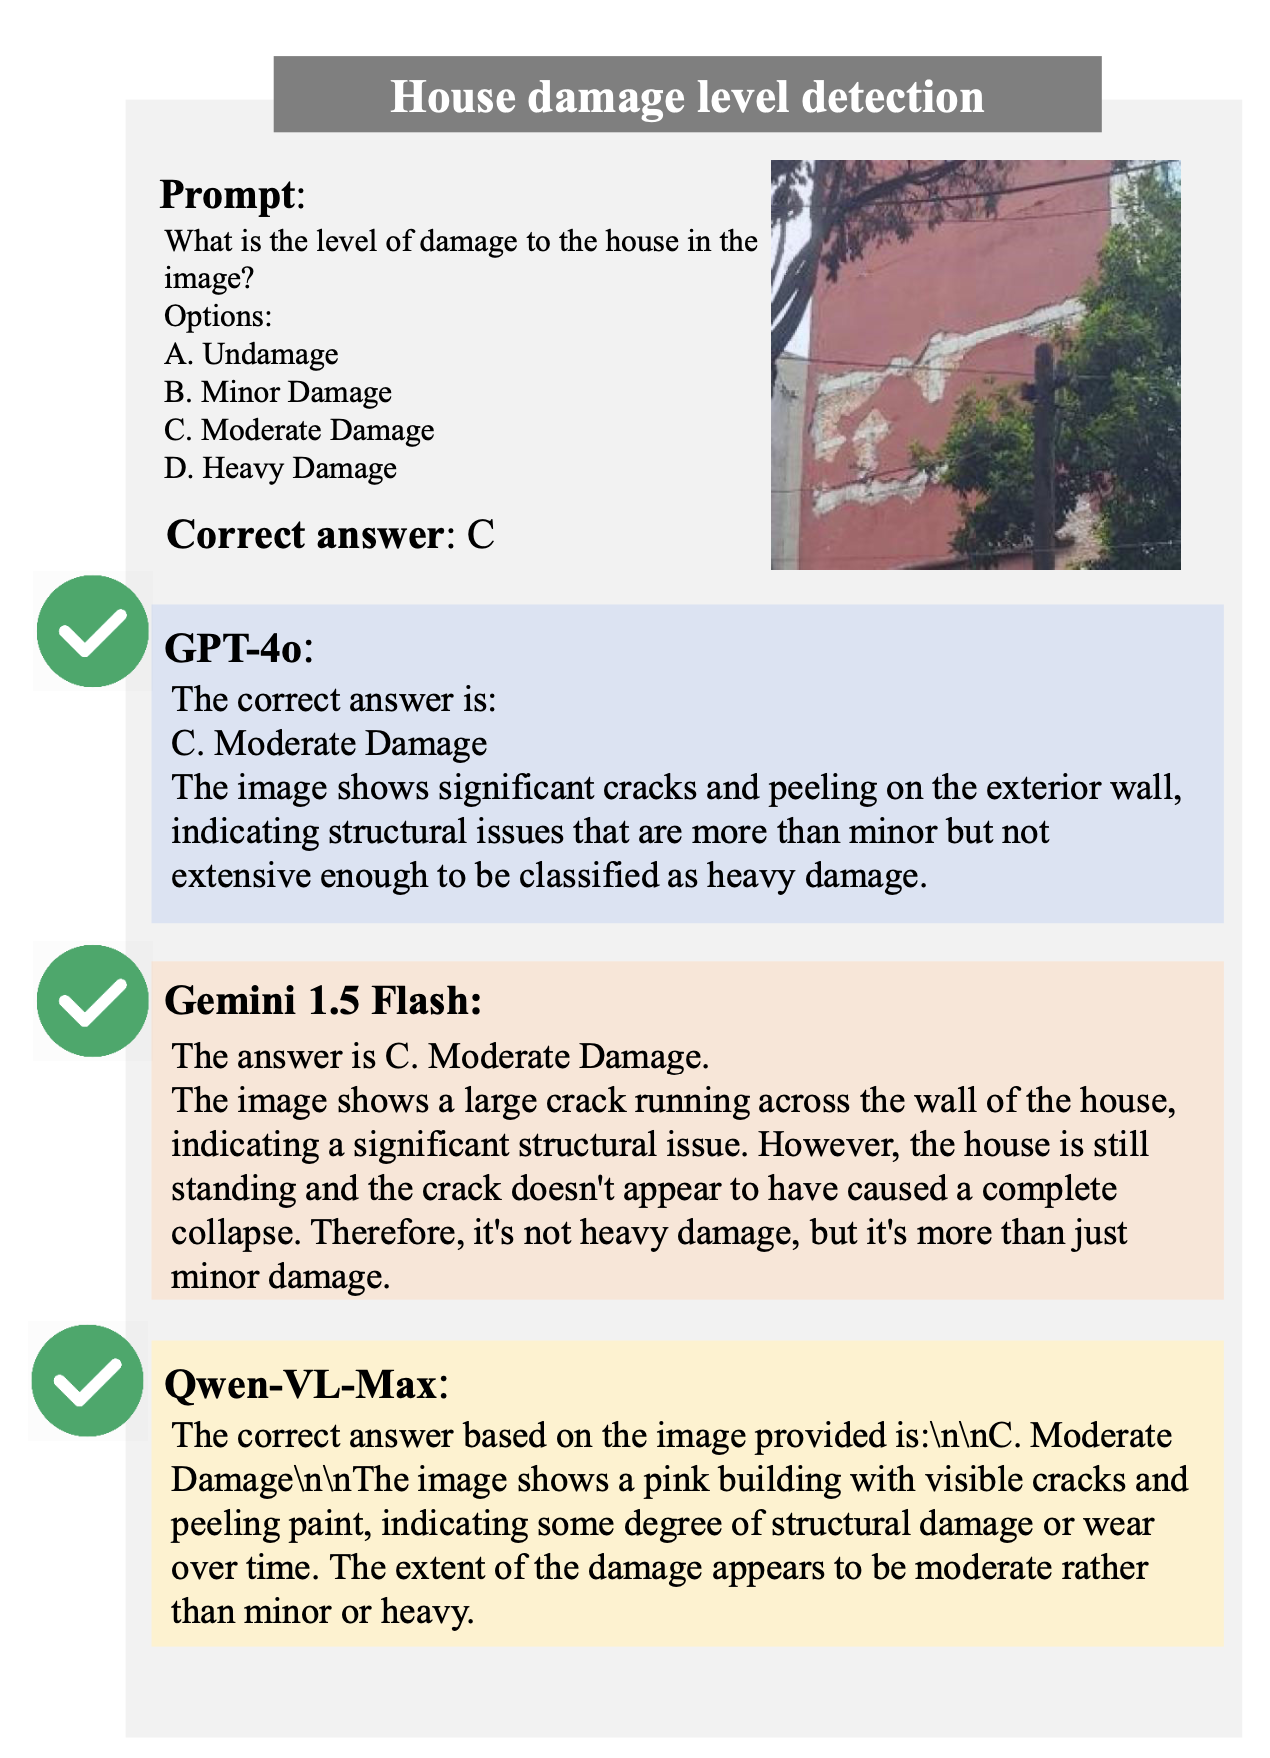 House damage level detection
Prompt:
What is the level of damage to the house in the
image?
Options:
A. Undamage
B. Minor Damage
C. Moderate Damage
D. Heavy Damage
Correct answer: C
GPT-4o:
The correct answer is:
C. Moderate Damage
The image shows significant cracks and peeling on the exterior wall,
indicating structural issues that are more than minor but not
extensive enough to be classified as heavy damage.
Gemini 1.5 Flash:
The answer is C. Moderate Damage.
The image shows a large crack running across the wall of the house,
indicating a significant structural issue. However, the house is still
standing and the crack doesn't appear to have caused a complete
collapse. Therefore, it's not heavy damage, but it's more than just
minor damage.
Qwen-VL-Max:
The correct answer based on the image provided is:\n\nC. Moderate
Damage\n\nThe image shows a pink building with visible cracks and
peeling paint, indicating some degree of structural damage or wear
over time. The extent of the damage appears to be moderate rather
than minor or heavy.